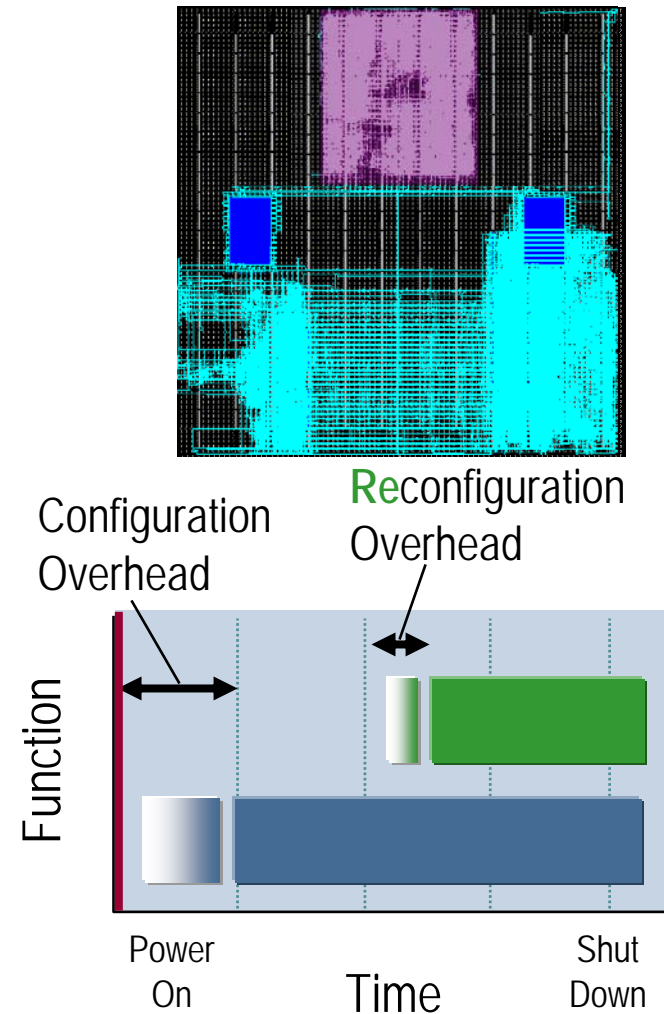 Configuration
Overhead
Reconfiguration
Overhead
Function
Power
On
Time
Shut
Down